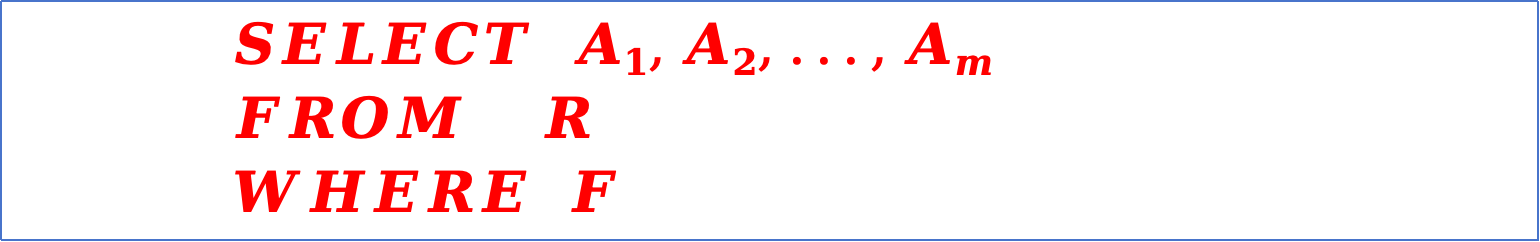 SELECT A₁, A₂, . . . , Aₘ
FROM R
WHERE F